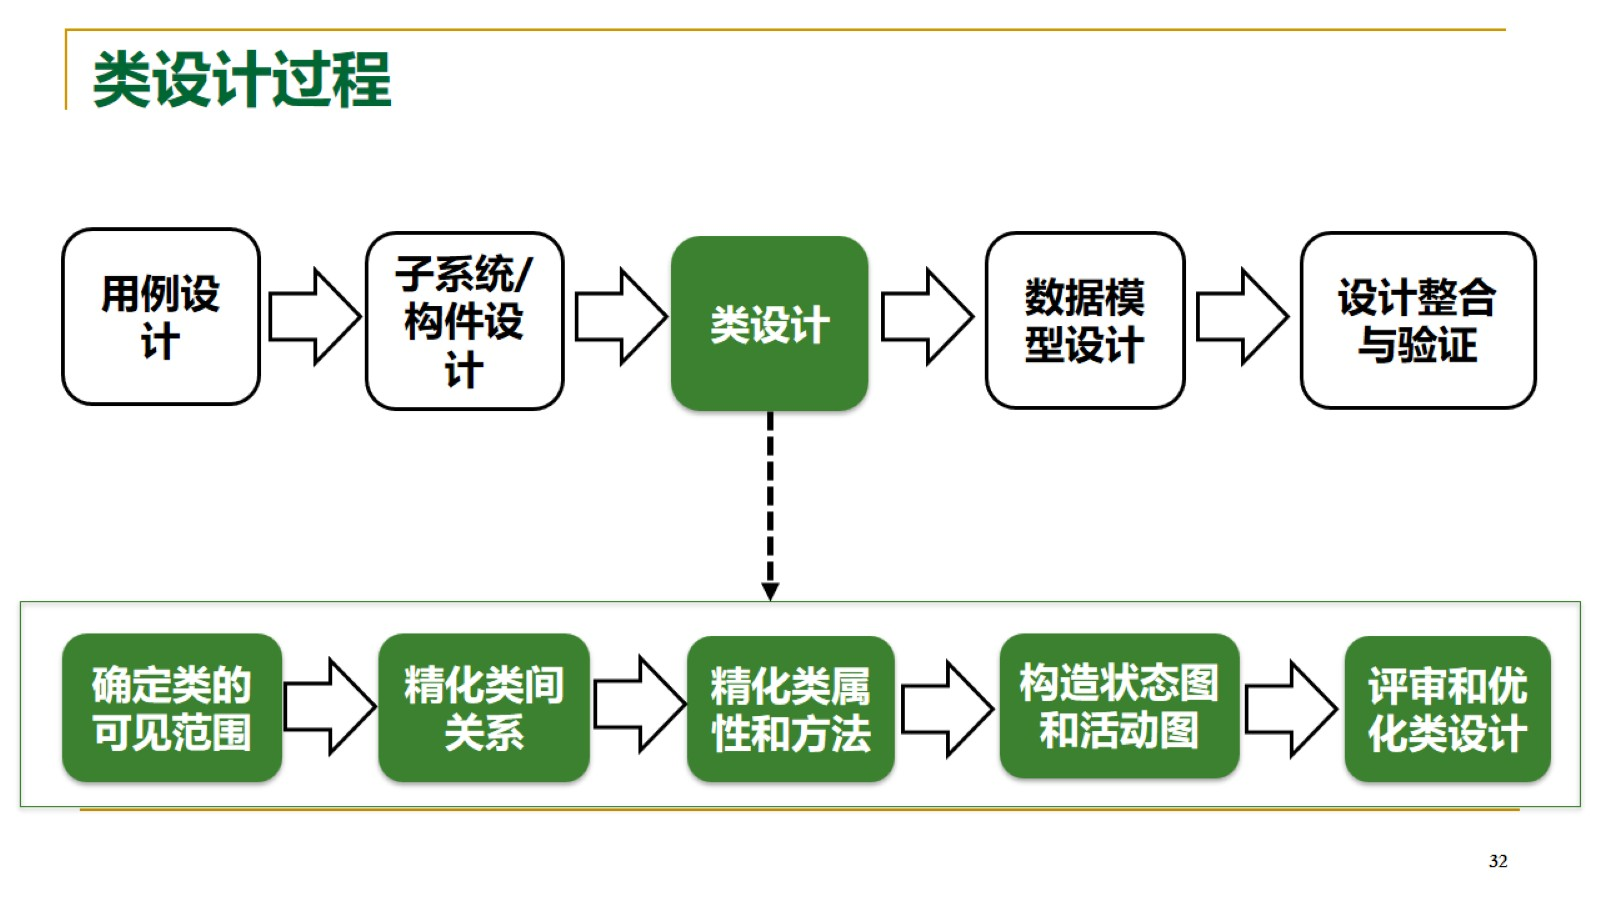 类设计过程
用例设
计
子系统/
构件设
计
类设计
数据模
型设计
设计整合
与验证
确定类的
可见范围
精化类间
关系
精化类属
性和方法
构造状态图
和活动图
评审和优
化类设计
32